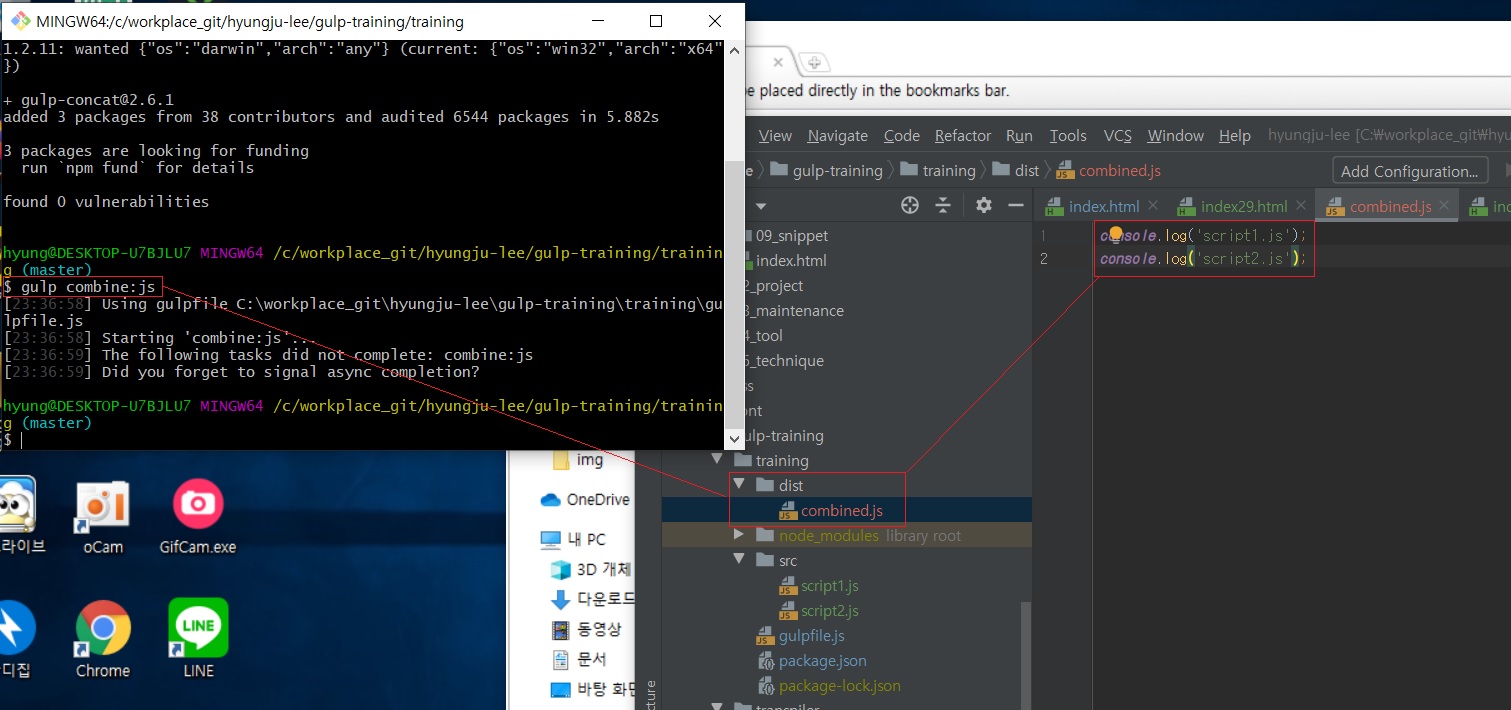 MINGW64:/c/workplace_git/hyungju-lee/gulp-training/training
1.2.11: wanted {"os":"darwin","arch":"any"} (current: {"os":"win32","arch":"x64"
})
+ gulp-concat@2.6.1
added 3 packages from 38 contributors and audited 6544 packages in 5.882s
3 packages are looking for funding
run `npm fund` for details
found 0 vulnerabilities
hyung@DESKTOP-U7BJLU7 MINGW64 /c/workplace_git/hyungju-lee/gulp-training/trainin
g (master)
$ gulp combine:js
[23:36:58] Using gulpfile C:\workplace_git\hyungju-lee\gulp-training\training\gu
lpfile.js
[23:36:58] Starting 'combine:js'...
[23:36:59] The following tasks did not complete: combine:js
[23:36:59] Did you forget to signal async completion?
hyung@DESKTOP-U7BJLU7 MINGW64 /c/workplace_git/hyungju-lee/gulp-training/trainin
g (master)
$
placed directly in the bookmarks bar.
View Navigate Code Refactor Run Tools VCS Window Help hyungju-lee [C:₩workplace_git₩hyu
gulp-training training dist combined.js Add Configuration...
index.html index29.html combined.js
1 console.log('script1.js');
2 console.log('script2.js');
09_snippet
index.html
2_project
3_maintenance
4_tool
5_technique
ss
ont
ulp-training
training
dist
combined.js
node_modules library root
src
script1.js
script2.js
gulpfile.js
package.json
package-lock.json
img
OneDrive
내 PC
3D 개체
다운로드
동영상
문서
바탕 화면
라이브
oCam
GifCam.exe
디집
Chrome
LINE
LINE